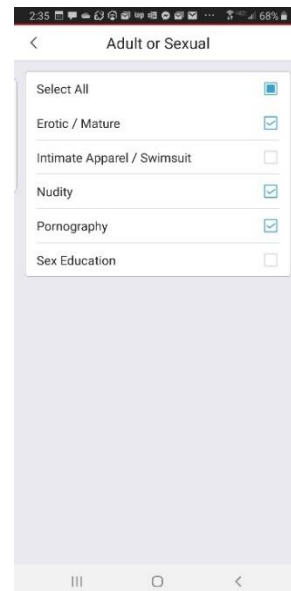 2:35 68%
Adult or Sexual
Select All
Erotic / Mature
Intimate Apparel / Swimsuit
Nudity
Pornography
Sex Education